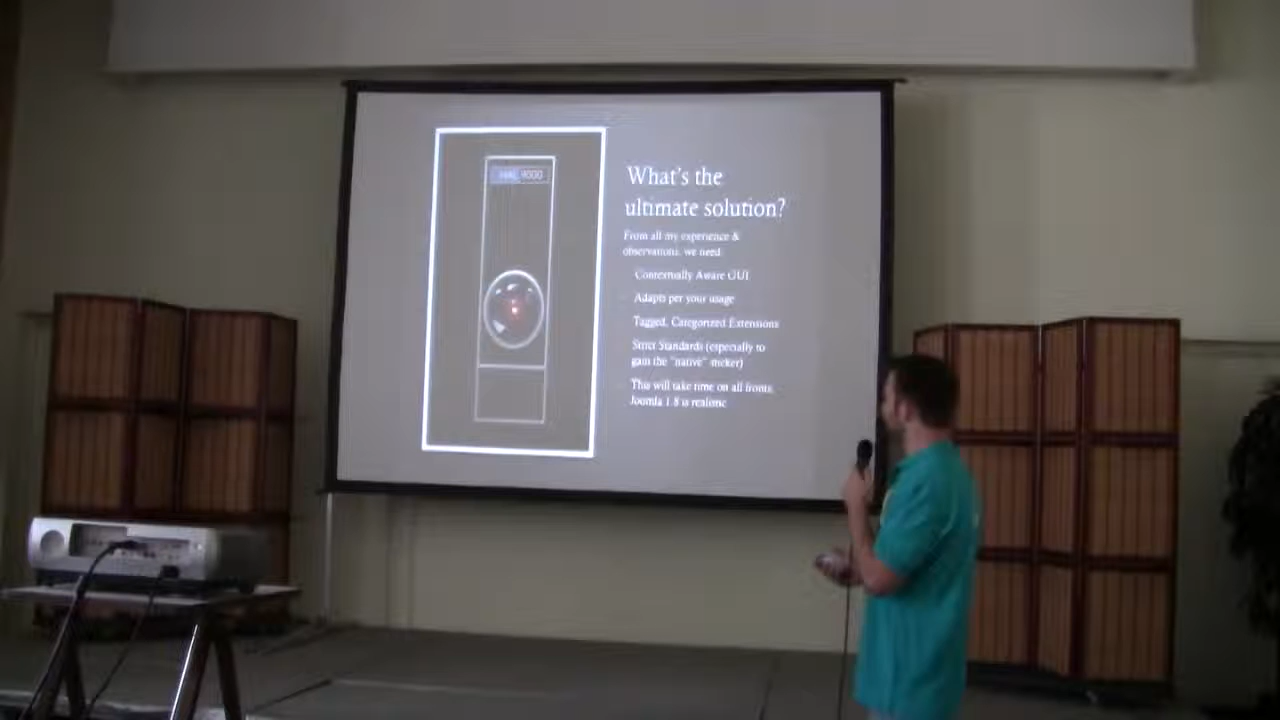 HAL 9000
What's the
ultimate solution?
From all my experience &
observations, we need:
Contextually Aware GUI
Adapts per your usage
Tagged, Categorized Extensions
Strict Standards (especially to
gain the "native" sticker)
This will take time on all fronts.
Joomla 1.8 is realistic